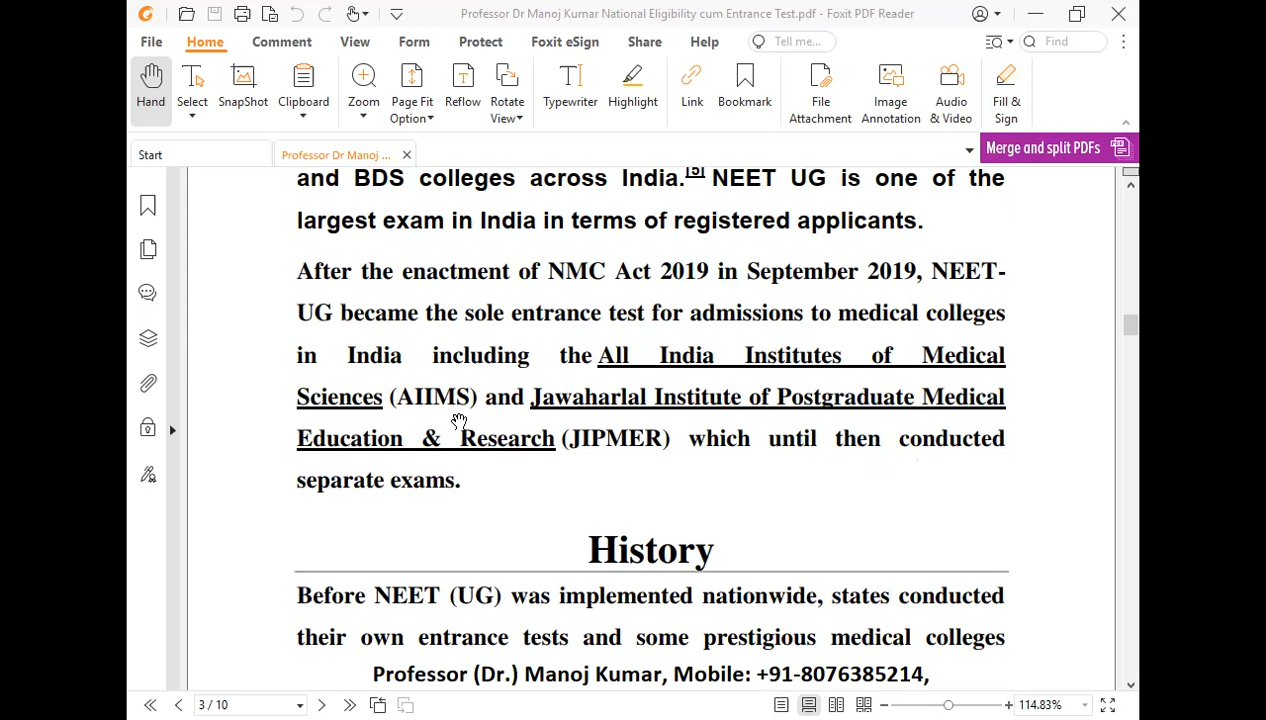 Professor Dr Manoj Kumar National Eligibility cum Entrance Test.pdf - Foxit PDF Reader
File Home Comment View Form Protect Foxit eSign Share Help Tell me... Find
Hand Select SnapShot Clipboard Zoom Page Fit Option Reflow Rotate View Typewriter Highlight Link Bookmark File Attachment Image Annotation Audio & Video Fill & Sign
Start Professor Dr Manoj ... Merge and split PDFs
and BDS colleges across India.[5] NEET UG is one of the
largest exam in India in terms of registered applicants.
After the enactment of NMC Act 2019 in September 2019, NEET-
UG became the sole entrance test for admissions to medical colleges
in India including the All India Institutes of Medical
Sciences (AIIMS) and Jawaharlal Institute of Postgraduate Medical
Education & Research (JIPMER) which until then conducted
separate exams.
History
Before NEET (UG) was implemented nationwide, states conducted
their own entrance tests and some prestigious medical colleges
Professor (Dr.) Manoj Kumar, Mobile: +91-8076385214,
3 / 10 114.83%